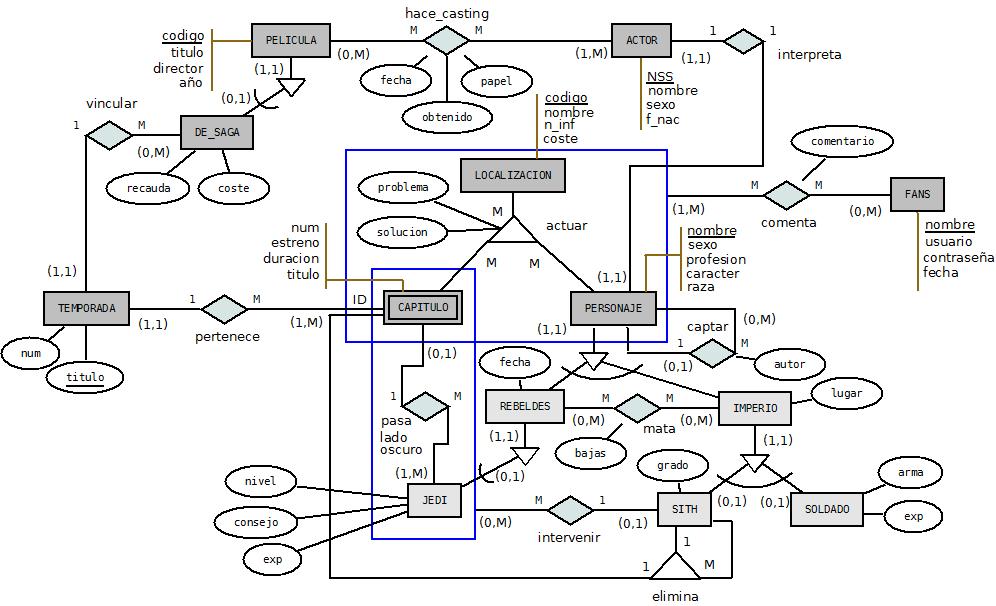 hace_casting
codigo
titulo
director
año
PELICULA
M
M
ACTOR
1
1
interpreta
(0,M)
(1,M)
(1,1)
(1,1)
fecha
papel
obtenido
NSS
nombre
sexo
f_nac
(0,1)
vincular
1
M
DE_SAGA
(0,M)
recauda
coste
codigo
nombre
n_inf
coste
comentario
LOCALIZACION
problema
M
solucion
actuar
M
M
M
M
FANS
(1,M)
(0,M)
comenta
nombre
usuario
contraseña
fecha
num
estreno
duracion
titulo
nombre
sexo
profesion
caracter
raza
(1,1)
(1,1)
TEMPORADA
1
M
ID
CAPITULO
PERSONAJE
(1,1)
(1,M)
pertenece
num
titulo
(1,1)
(0,M)
captar
1
M
(0,1)
autor
(0,1)
fecha
REBELDES
M
M
IMPERIO
lugar
(0,M)
(0,M)
mata
bajas
1
M
pasa
lado
oscuro
(1,1)
(1,1)
(1,M)
(0,1)
grado
(0,1)
(0,1)
arma
nivel
JEDI
consejo
exp
M
1
SITH
SOLDADO
exp
(0,M)
(0,1)
intervenir
1
1
M
elimina